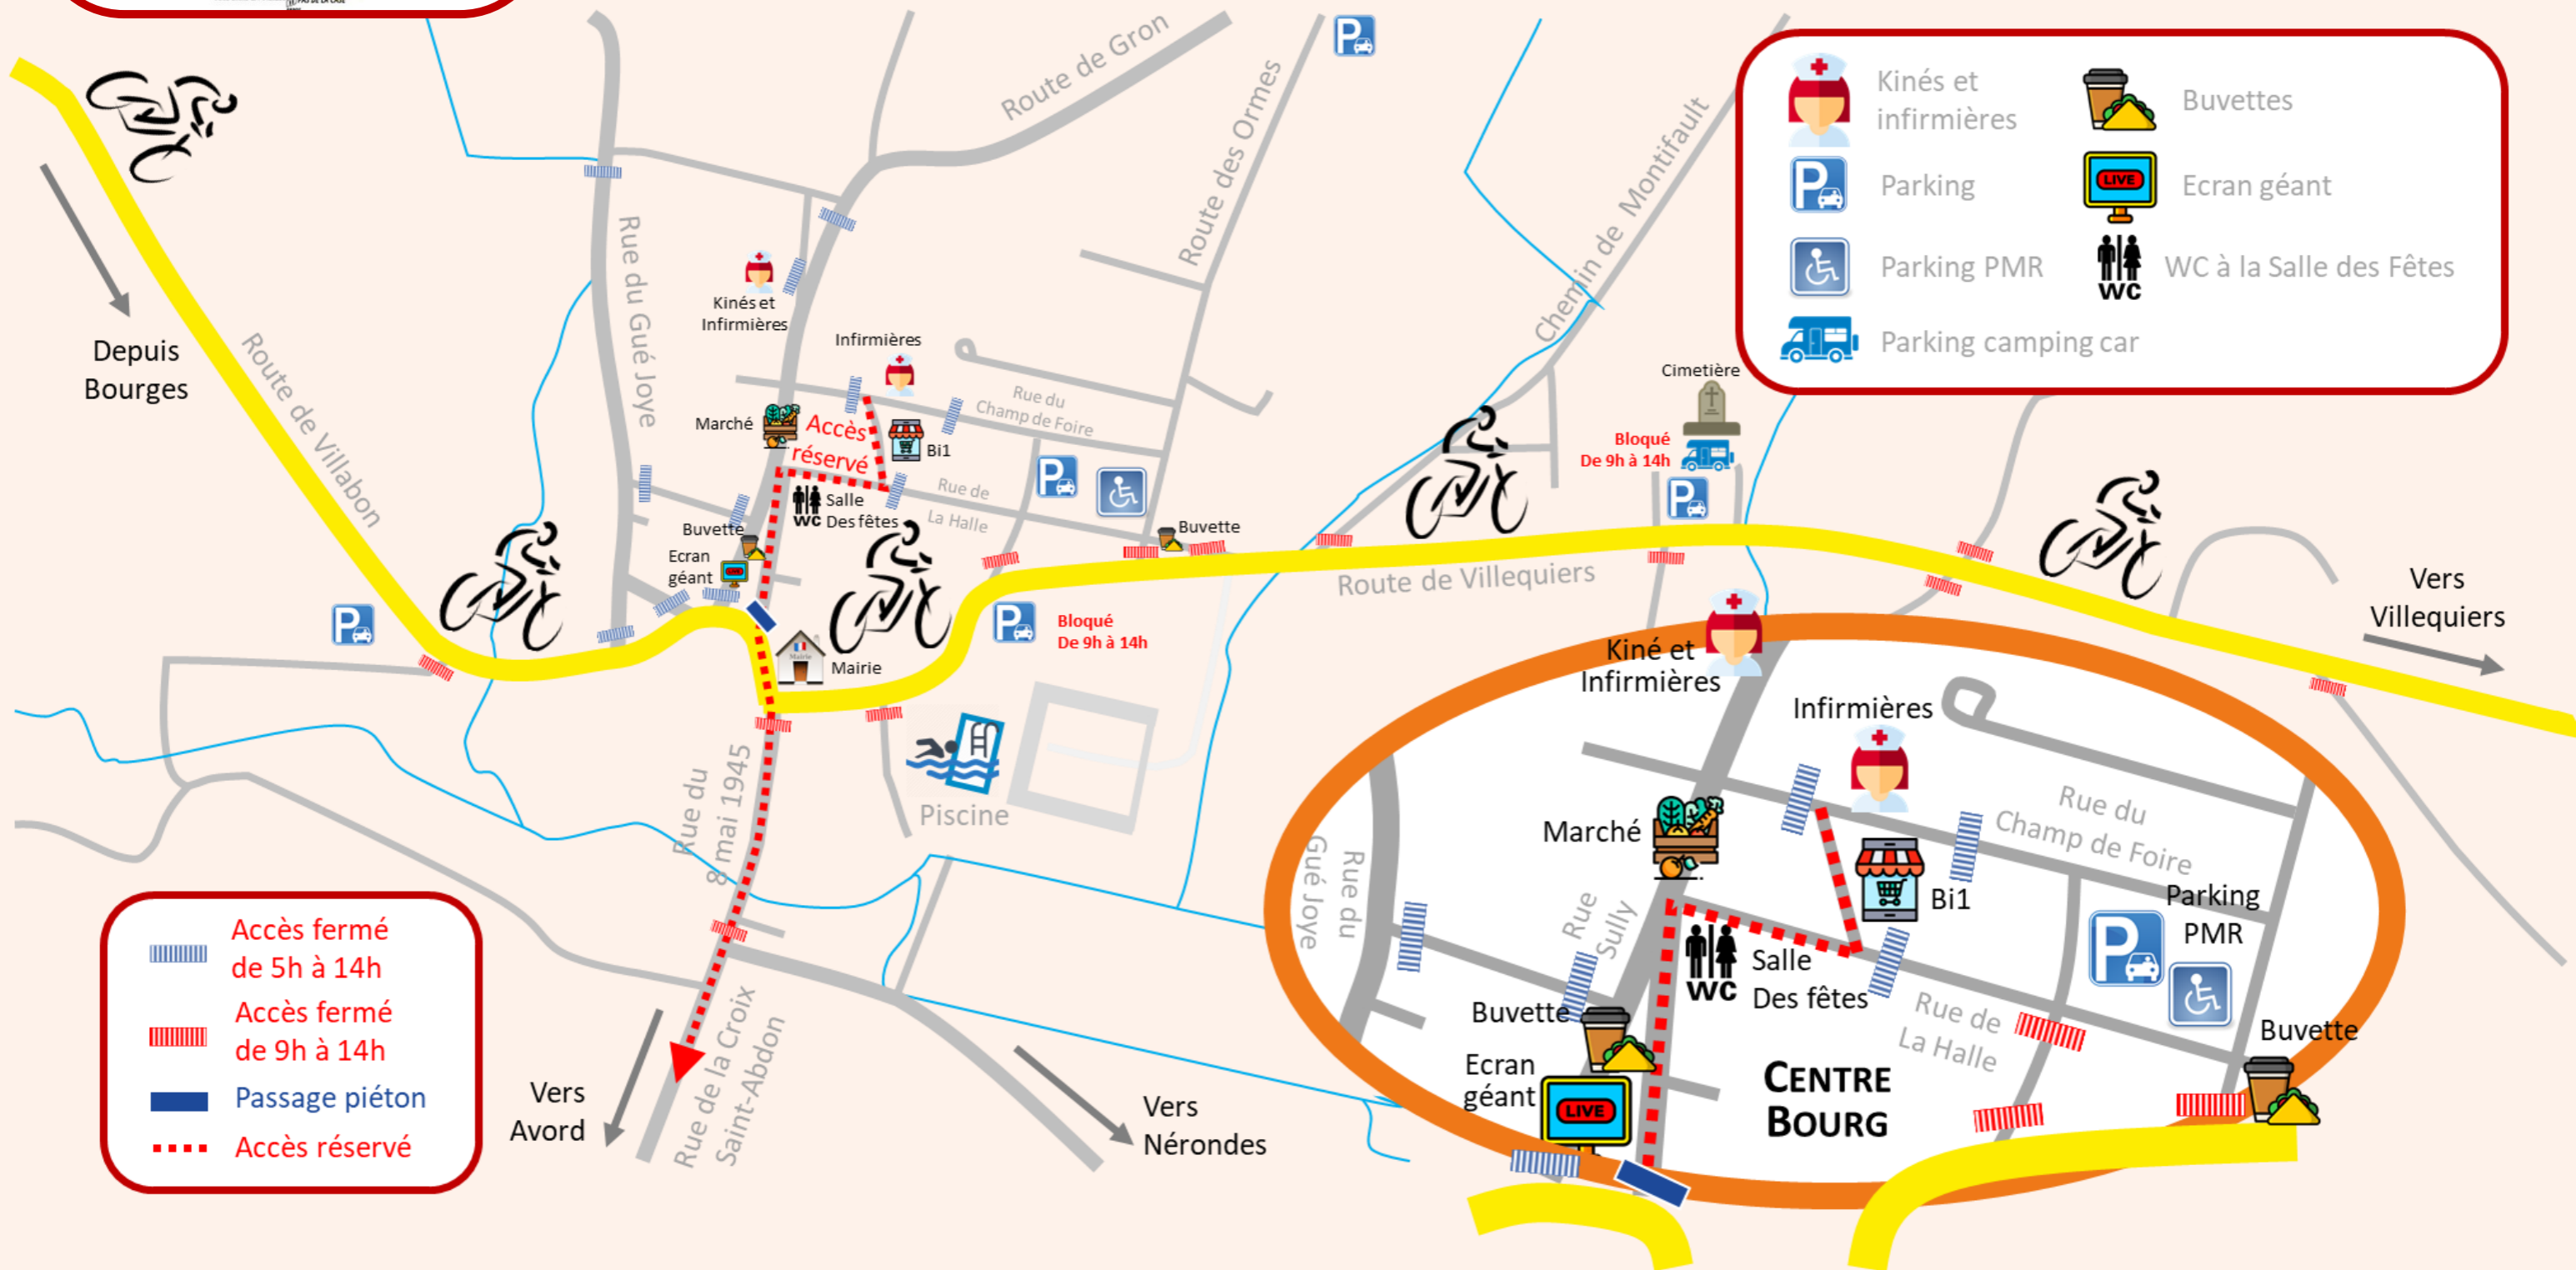 PAS DE LA CASE
Route de Gron
Route des Ormes
Chemin de Montifault
Kinés et
infirmières
Buvettes
Parking
Ecran géant
LIVE
Parking PMR
WC
WC à la Salle des Fêtes
Parking camping car
Depuis
Bourges
Route de Villabon
Rue du Gué Joye
Kinés et
Infirmières
Infirmières
Rue du
Champ de Foire
Marché
Accès
réservé
Bi1
WC
Salle
Des fêtes
Rue de
La Halle
P
P
P
P
P
P
Buvette
Ecran
géant
Buvette
Cimetière
Bloqué
De 9h à 14h
Route de Villequiers
Vers
Villequiers
Bloqué
De 9h à 14h
Mairie
Mairie
Piscine
Rue du
8 mai 1945
Rue de la Croix
Saint-Abdon
Vers
Avord
Vers
Nérondes
Accès fermé
de 5h à 14h
Accès fermé
de 9h à 14h
Passage piéton
Accès réservé
Kiné et
Infirmières
Infirmières
Rue du
Champ de Foire
Marché
Rue du
Gué Joye
Rue
Sully
Bi1
Parking
PMR
P
WC
Salle
Des fêtes
Rue de
La Halle
Buvette
Ecran
géant
LIVE
CENTRE
BOURG
Buvette